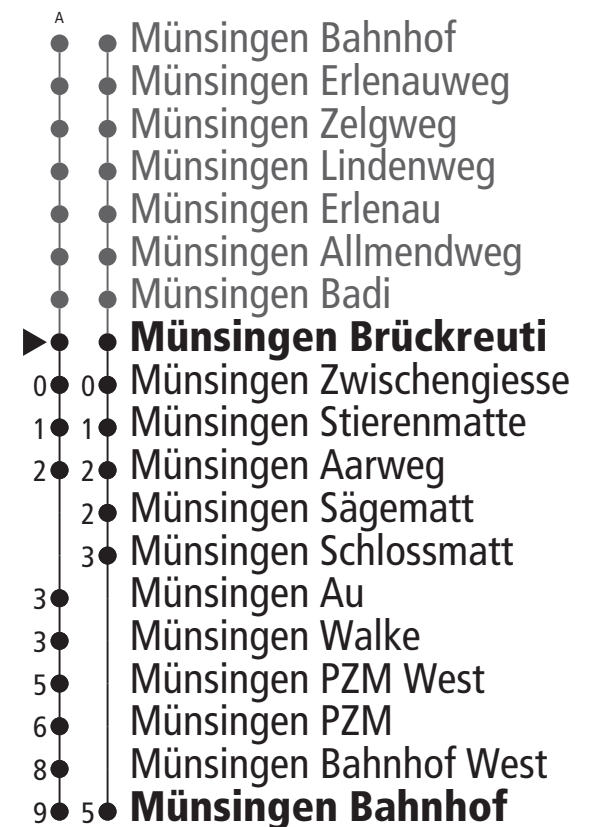 A
Münsingen Bahnhof
Münsingen Erlenauweg
Münsingen Zelgweg
Münsingen Lindenweg
Münsingen Erlenau
Münsingen Allmendweg
Münsingen Badi
Münsingen Brückreuti
0 0 Münsingen Zwischengiesse
1 1 Münsingen Stierenmatte
2 2 Münsingen Aarweg
2 Münsingen Sägematt
3 Münsingen Schlossmatt
3 Münsingen Au
3 Münsingen Walke
5 Münsingen PZM West
6 Münsingen PZM
8 Münsingen Bahnhof West
9 5 Münsingen Bahnhof